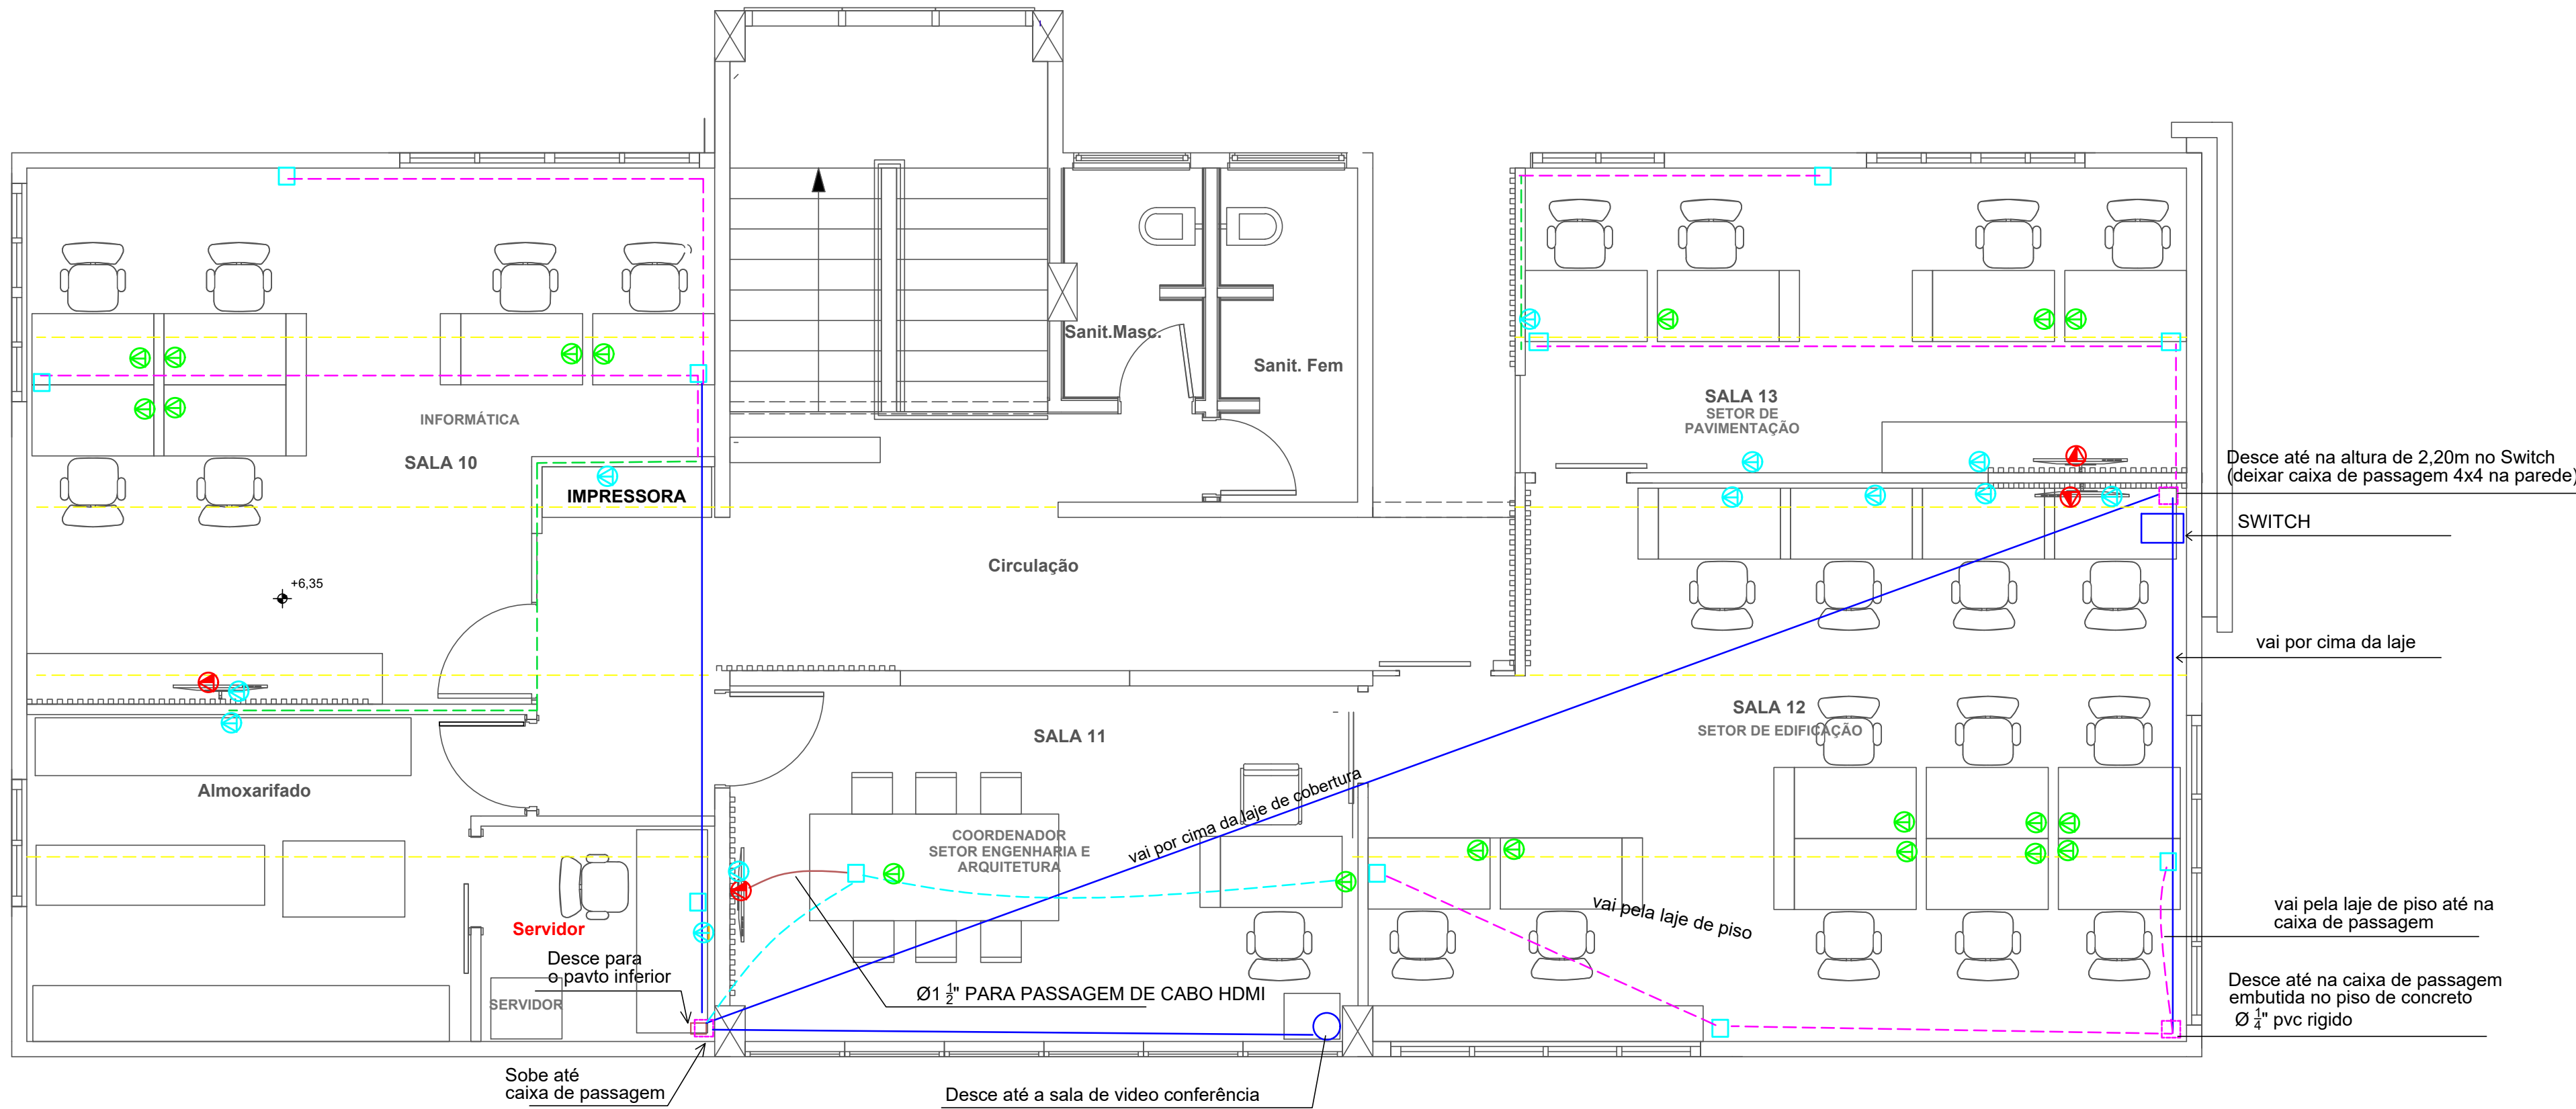 Sanit.Masc.
Sanit. Fem
INFORMÁTICA
SALA 10
IMPRESSORA
SALA 13
SETOR DE
PAVIMENTAÇÃO
Desce até na altura de 2,20m no Switch
(deixar caixa de passagem 4x4 na parede)
SWITCH
Circulação
+6,35
vai por cima da laje
SALA 11
SALA 12
SETOR DE EDIFICAÇÃO
Almoxarifado
vai por cima da laje de cobertura
COORDENADOR
SETOR ENGENHARIA E
ARQUITETURA
vai pela laje de piso
vai pela laje de piso até na
caixa de passagem
Servidor
Desce para
o pavto inferior
SERVIDOR
Ø1 1/2" PARA PASSAGEM DE CABO HDMI
Desce até na caixa de passagem
embutida no piso de concreto
Ø 1/4" pvc rigido
Sobe até
caixa de passagem
Desce até a sala de video conferência